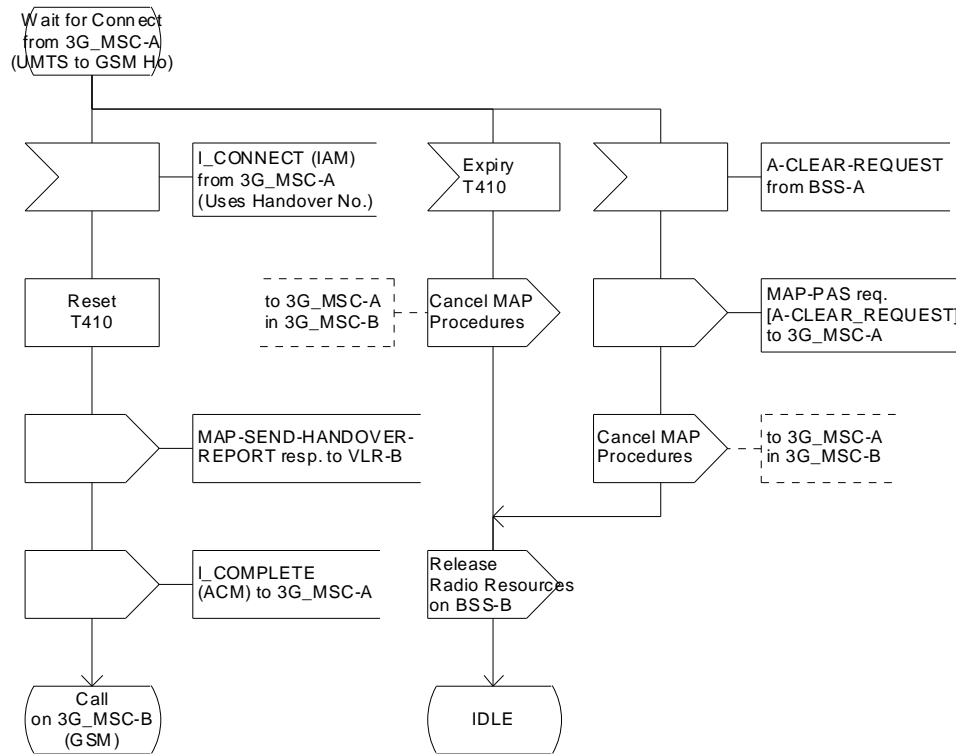 Wait for Connect
from 3G_MSC-A
(UMTS to GSM Ho)
I_CONNECT (IAM)
from 3G_MSC-A
(Uses Handover No.)
Expiry
T410
A-CLEAR-REQUEST
from BSS-A
Reset
T410
to 3G_MSC-A
in 3G_MSC-B
Cancel MAP
Procedures
MAP-PAS req.
[A-CLEAR_REQUEST]
to 3G_MSC-A
MAP-SEND-HANDOVER-
REPORT resp. to VLR-B
Cancel MAP
Procedures
to 3G_MSC-A
in 3G_MSC-B
I_COMPLETE
(ACM) to 3G_MSC-A
Release
Radio Resources
on BSS-B
Call
on 3G_MSC-B
(GSM)
IDLE